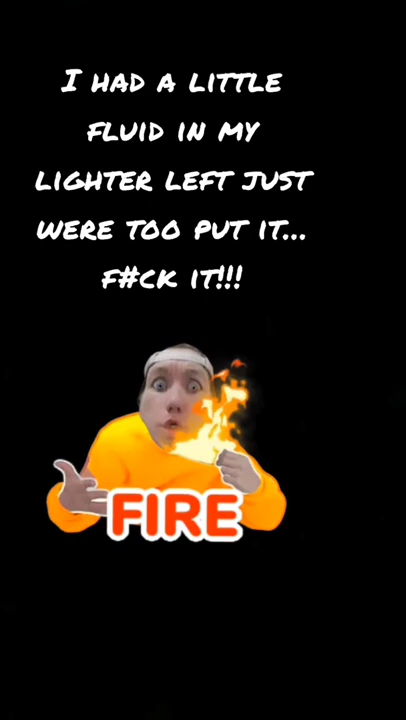 I HAD A LITTLE
FLUID IN MY
LIGHTER LEFT JUST
WERE TOO PUT IT...
F#CK IT!!!
FIRE